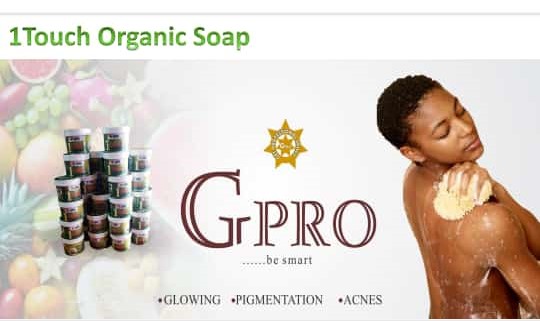 1Touch Organic Soap
GPRO
......be smart
•GLOWING •PIGMENTATION •ACNES